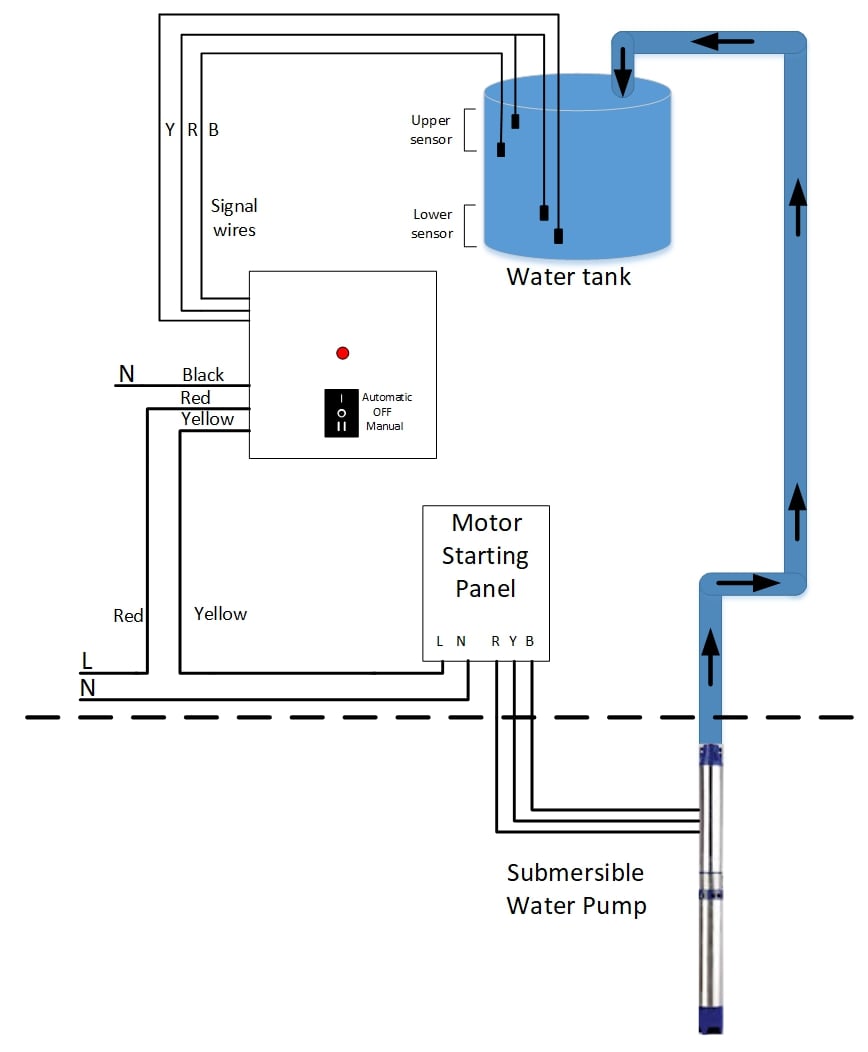 Upper
sensor
Y R B
Lower
sensor
Signal
wires
Water tank
N Black
Red
Yellow
I Automatic
O OFF
II Manual
Motor
Starting
Panel
Red
Yellow
L N R Y B
L
N
Submersible
Water Pump